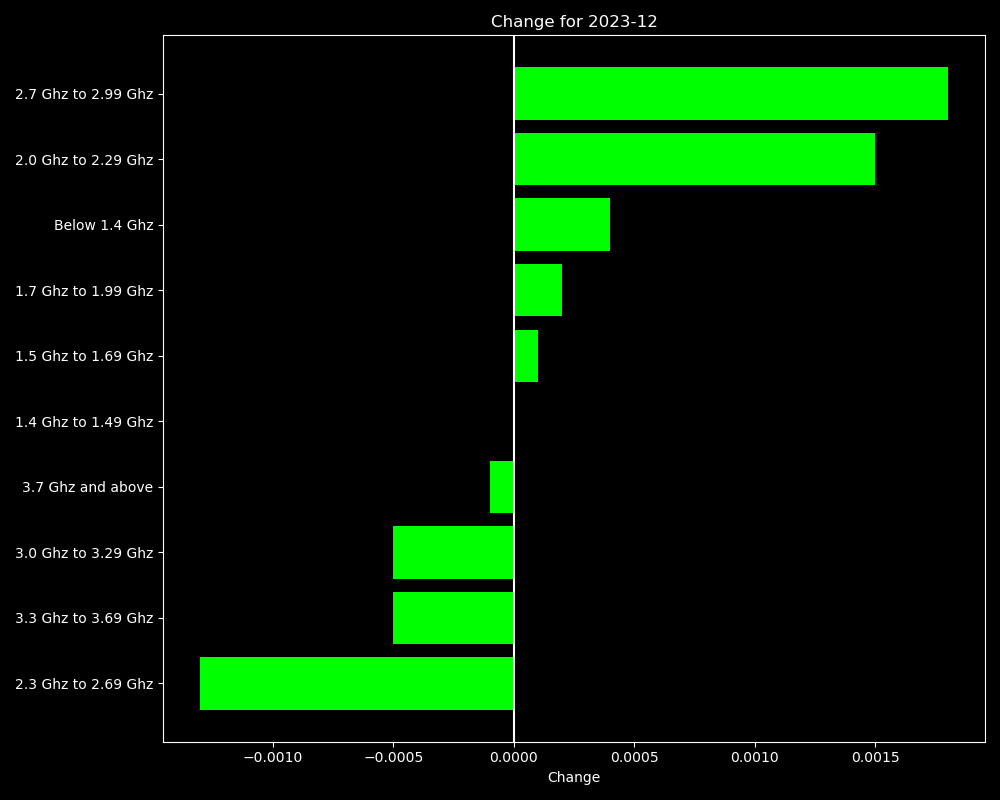 Change for 2023-12
2.7 Ghz to 2.99 Ghz
2.0 Ghz to 2.29 Ghz
Below 1.4 Ghz
1.7 Ghz to 1.99 Ghz
1.5 Ghz to 1.69 Ghz
1.4 Ghz to 1.49 Ghz
3.7 Ghz and above
3.0 Ghz to 3.29 Ghz
3.3 Ghz to 3.69 Ghz
2.3 Ghz to 2.69 Ghz
−0.0010 −0.0005 0.0000 0.0005 0.0010 0.0015
Change